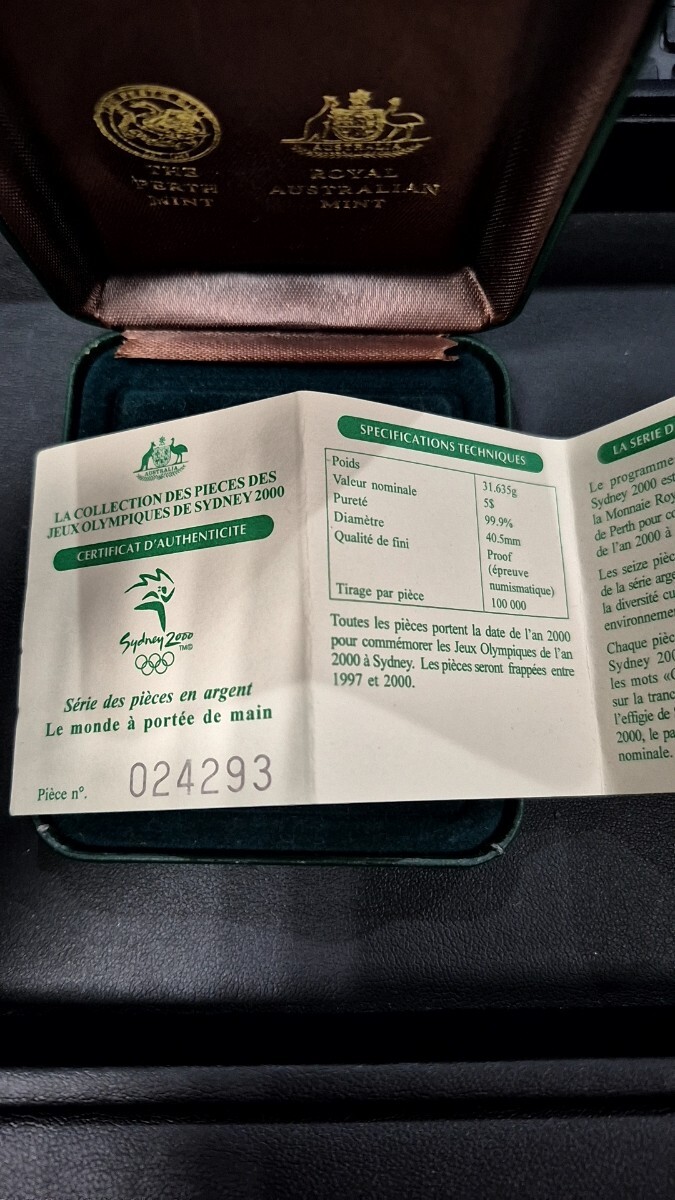 THE
PERTH
MINT
AUSTRALIA
ROYAL
AUSTRALIAN
MINT
AUSTRALIA
LA COLLECTION DES PIECES DES
JEUX OLYMPIQUES DE SYDNEY 2000
CERTIFICAT D'AUTHENTICITE
Sydney 2000
Série des pièces en argent
Le monde à portée de main
Pièce nº. 024293
SPECIFICATIONS TECHNIQUES
Poids 31.635g
Valeur nominale 5$
Pureté 99.9%
Diamètre 40.5mm
Qualité de fini Proof
(épreuve
numismatique)
Tirage par pièce 100 000
Toutes les pièces portent la date de l'an 2000
pour commémorer les Jeux Olympiques de l'an
2000 à Sydney. Les pièces seront frappées entre
1997 et 2000.
LA SERIE D
Le programme
Sydney 2000 est
la Monnaie Roy
de Perth pour co
de l'an 2000 à
Les seize pièc
de la série arge
la diversité cu
environneme
Chaque pièc
Sydney 200
les mots «C
sur la tranc
l'effigie de
2000, le pa
nominale.